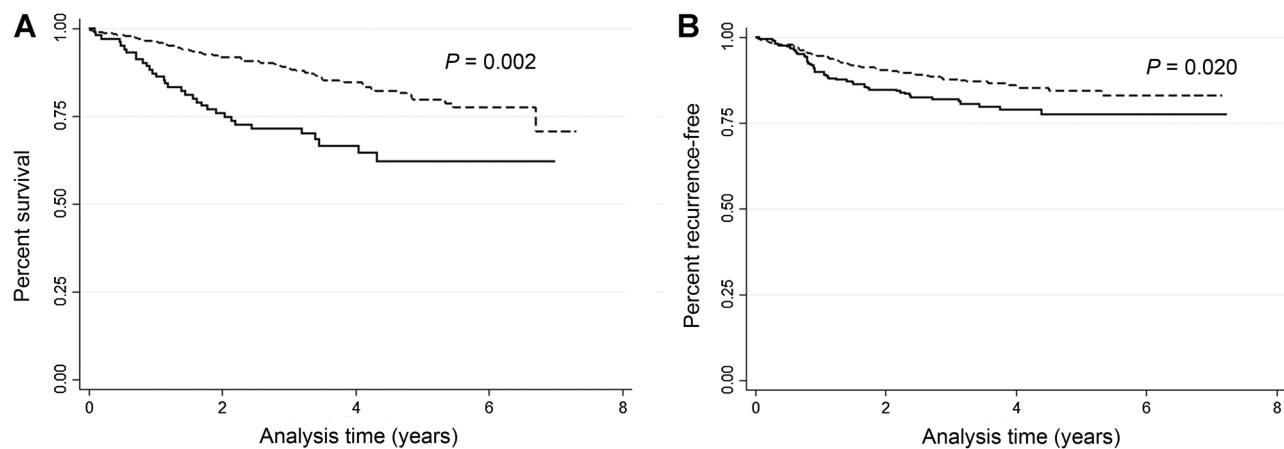 A
Percent survival
1.00
0.75
0.50
0.25
0.00
P = 0.002
0 2 4 6 8
Analysis time (years)
B
Percent recurrence-free
1.00
0.75
0.50
0.25
0.00
P = 0.020
0 2 4 6 8
Analysis time (years)